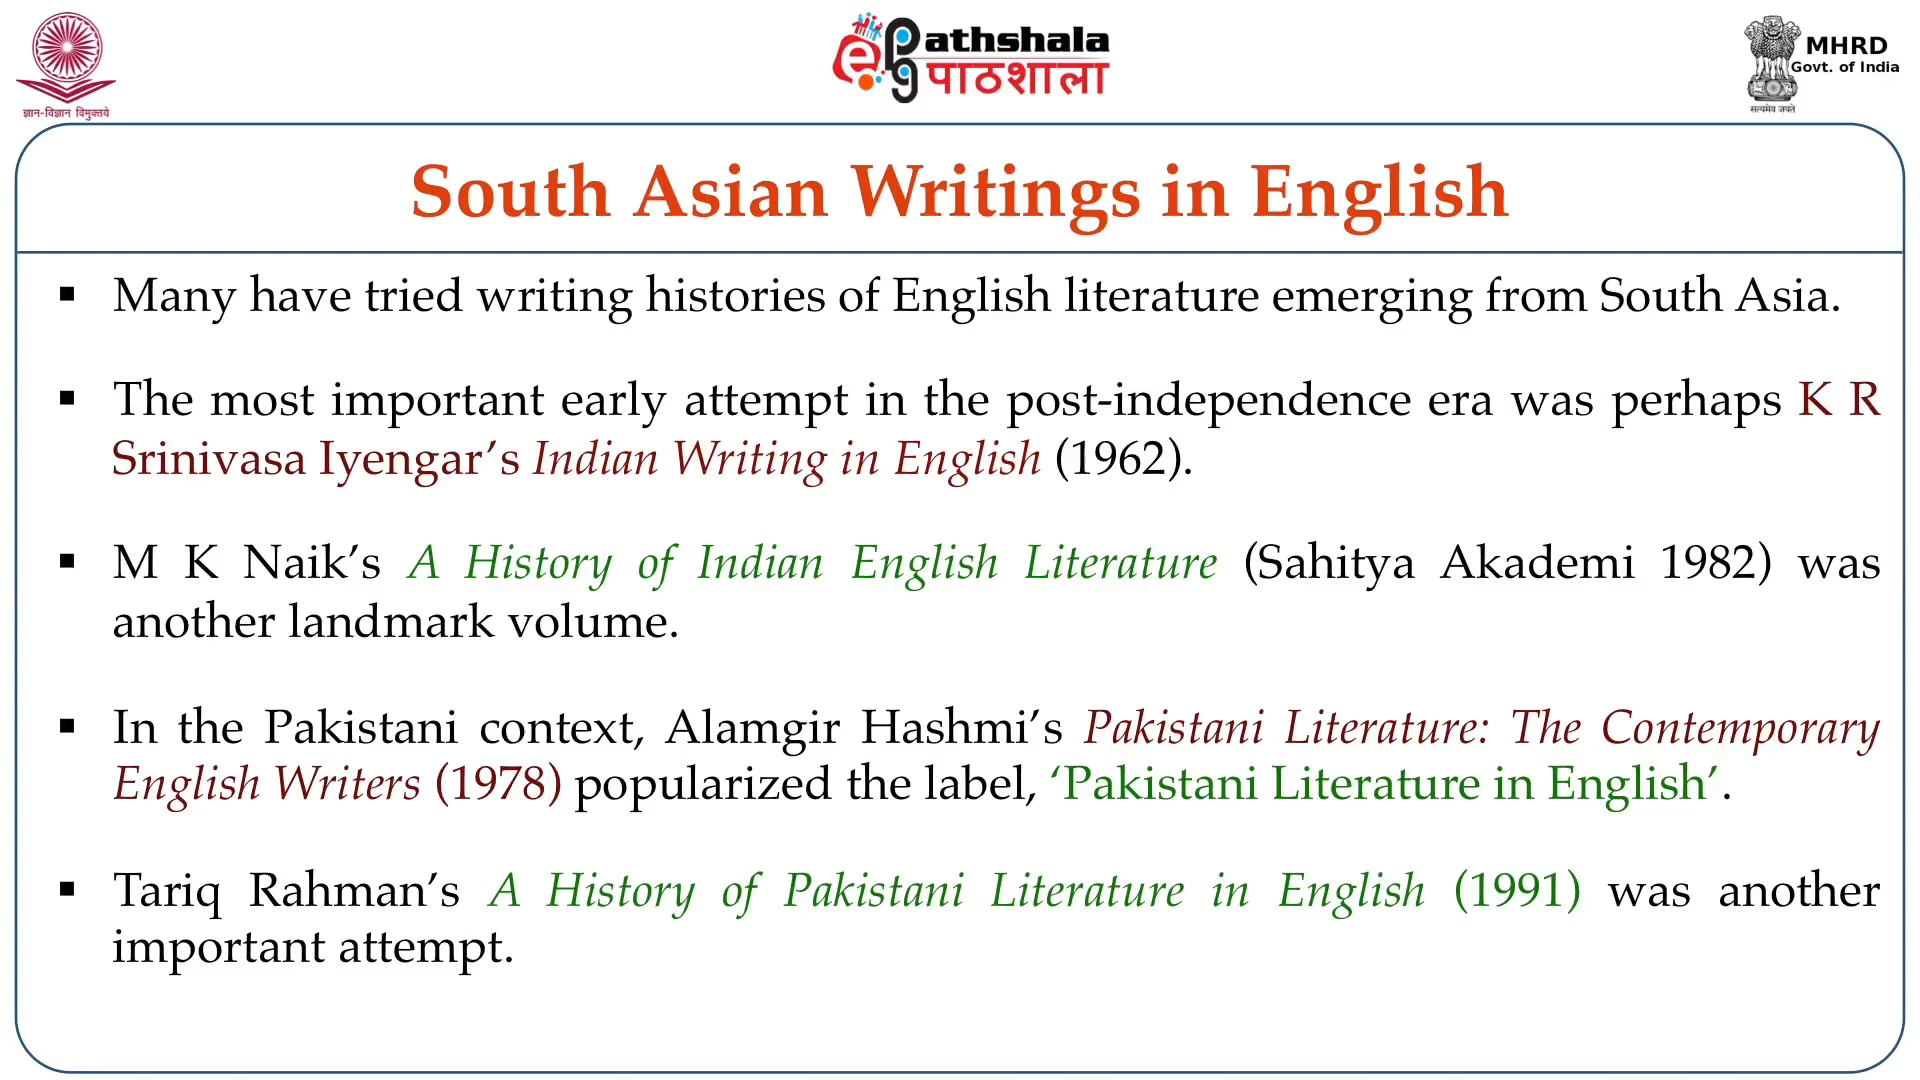 ज्ञान-विज्ञान विमुक्तये
e
Pathshala
पाठशाला
MHRD
Govt. of India
सत्यमेव जयते
South Asian Writings in English
▪ Many have tried writing histories of English literature emerging from South Asia.
▪ The most important early attempt in the post-independence era was perhaps K R
Srinivasa Iyengar’s Indian Writing in English (1962).
▪ M K Naik’s A History of Indian English Literature (Sahitya Akademi 1982) was
another landmark volume.
▪ In the Pakistani context, Alamgir Hashmi’s Pakistani Literature: The Contemporary
English Writers (1978) popularized the label, ‘Pakistani Literature in English’.
▪ Tariq Rahman’s A History of Pakistani Literature in English (1991) was another
important attempt.